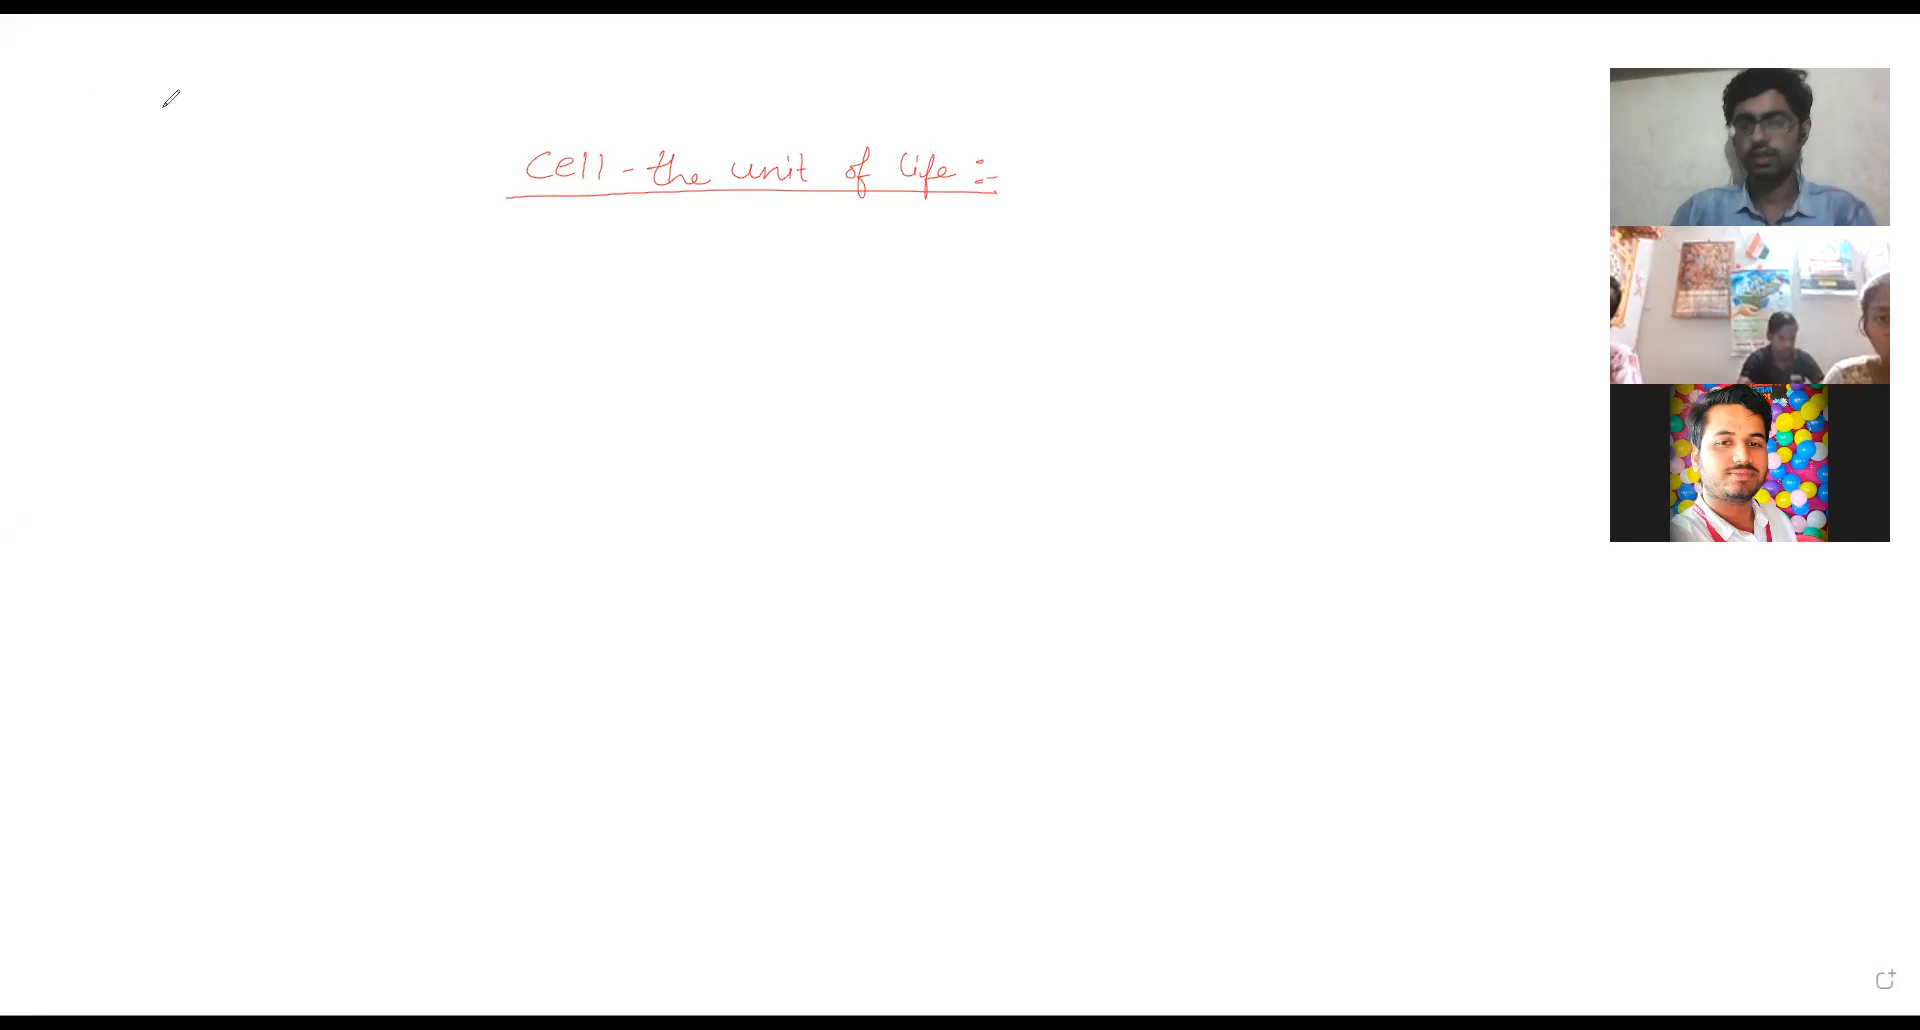 Cell - the unit of life :-